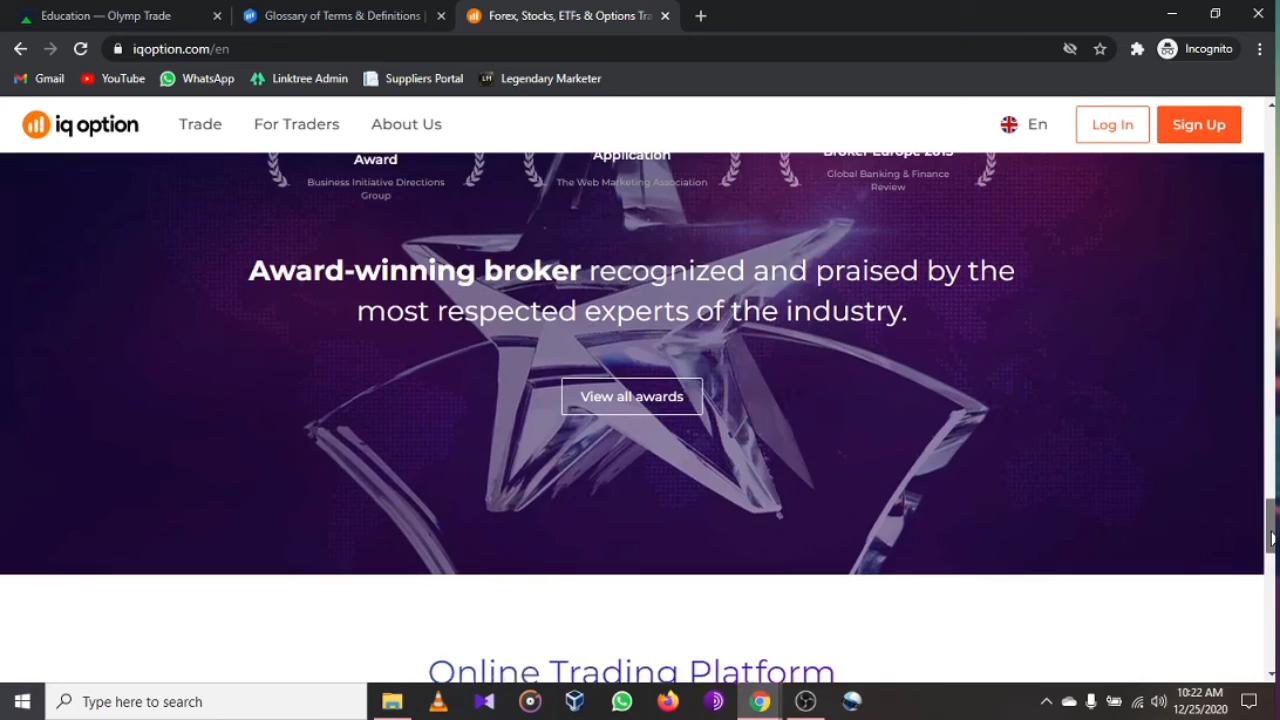 Education — Olymp Trade
Glossary of Terms & Definitions |
Forex, Stocks, ETFs & Options Tra
iqoption.com/en
Incognito
Gmail
YouTube
WhatsApp
Linktree Admin
Suppliers Portal
LM
Legendary Marketer
iq option
Trade
For Traders
About Us
En
Log In
Sign Up
Award
Business Initiative Directions
Group
Application
The Web Marketing Association
Broker Europe 2015
Global Banking & Finance
Review
Award-winning broker recognized and praised by the
most respected experts of the industry.
View all awards
Online Trading Platform
Type here to search
10:22 AM
12/25/2020